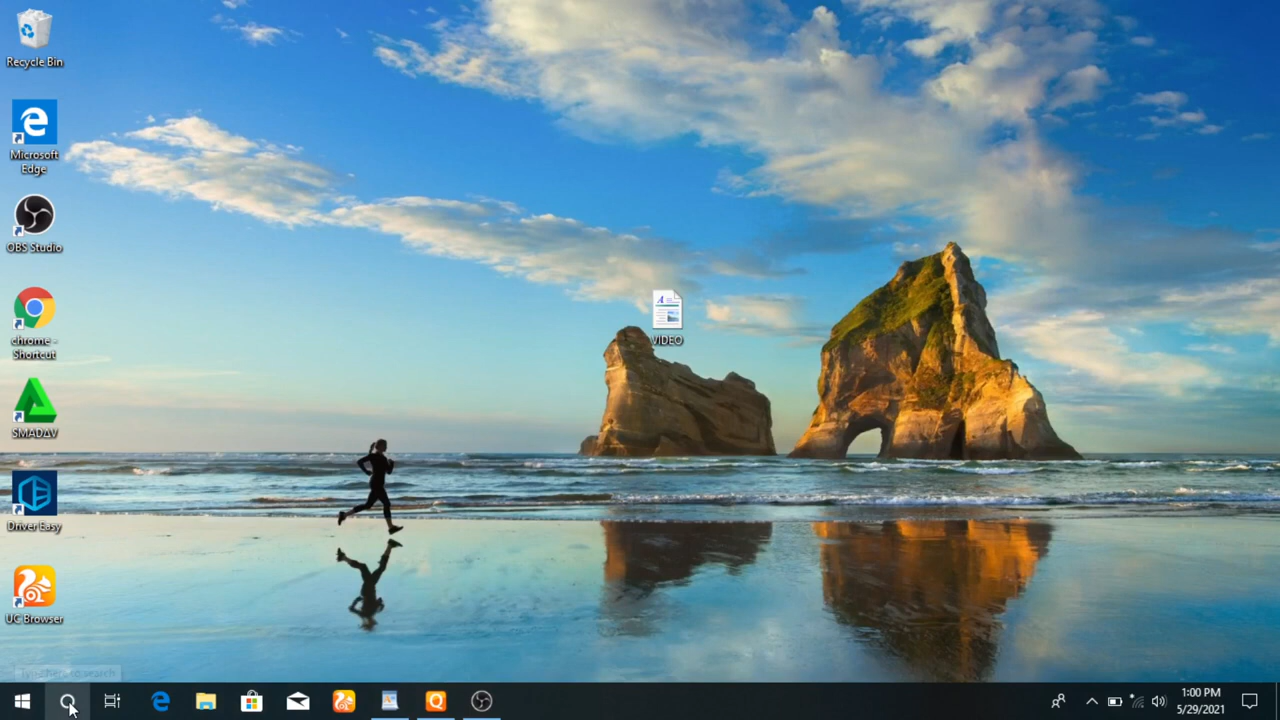 Recycle Bin
Microsoft
Edge
OBS Studio
chrome -
Shortcut
SMADΔV
Driver Easy
UC Browser
VIDEO
Type here to search
1:00 PM
5/29/2021